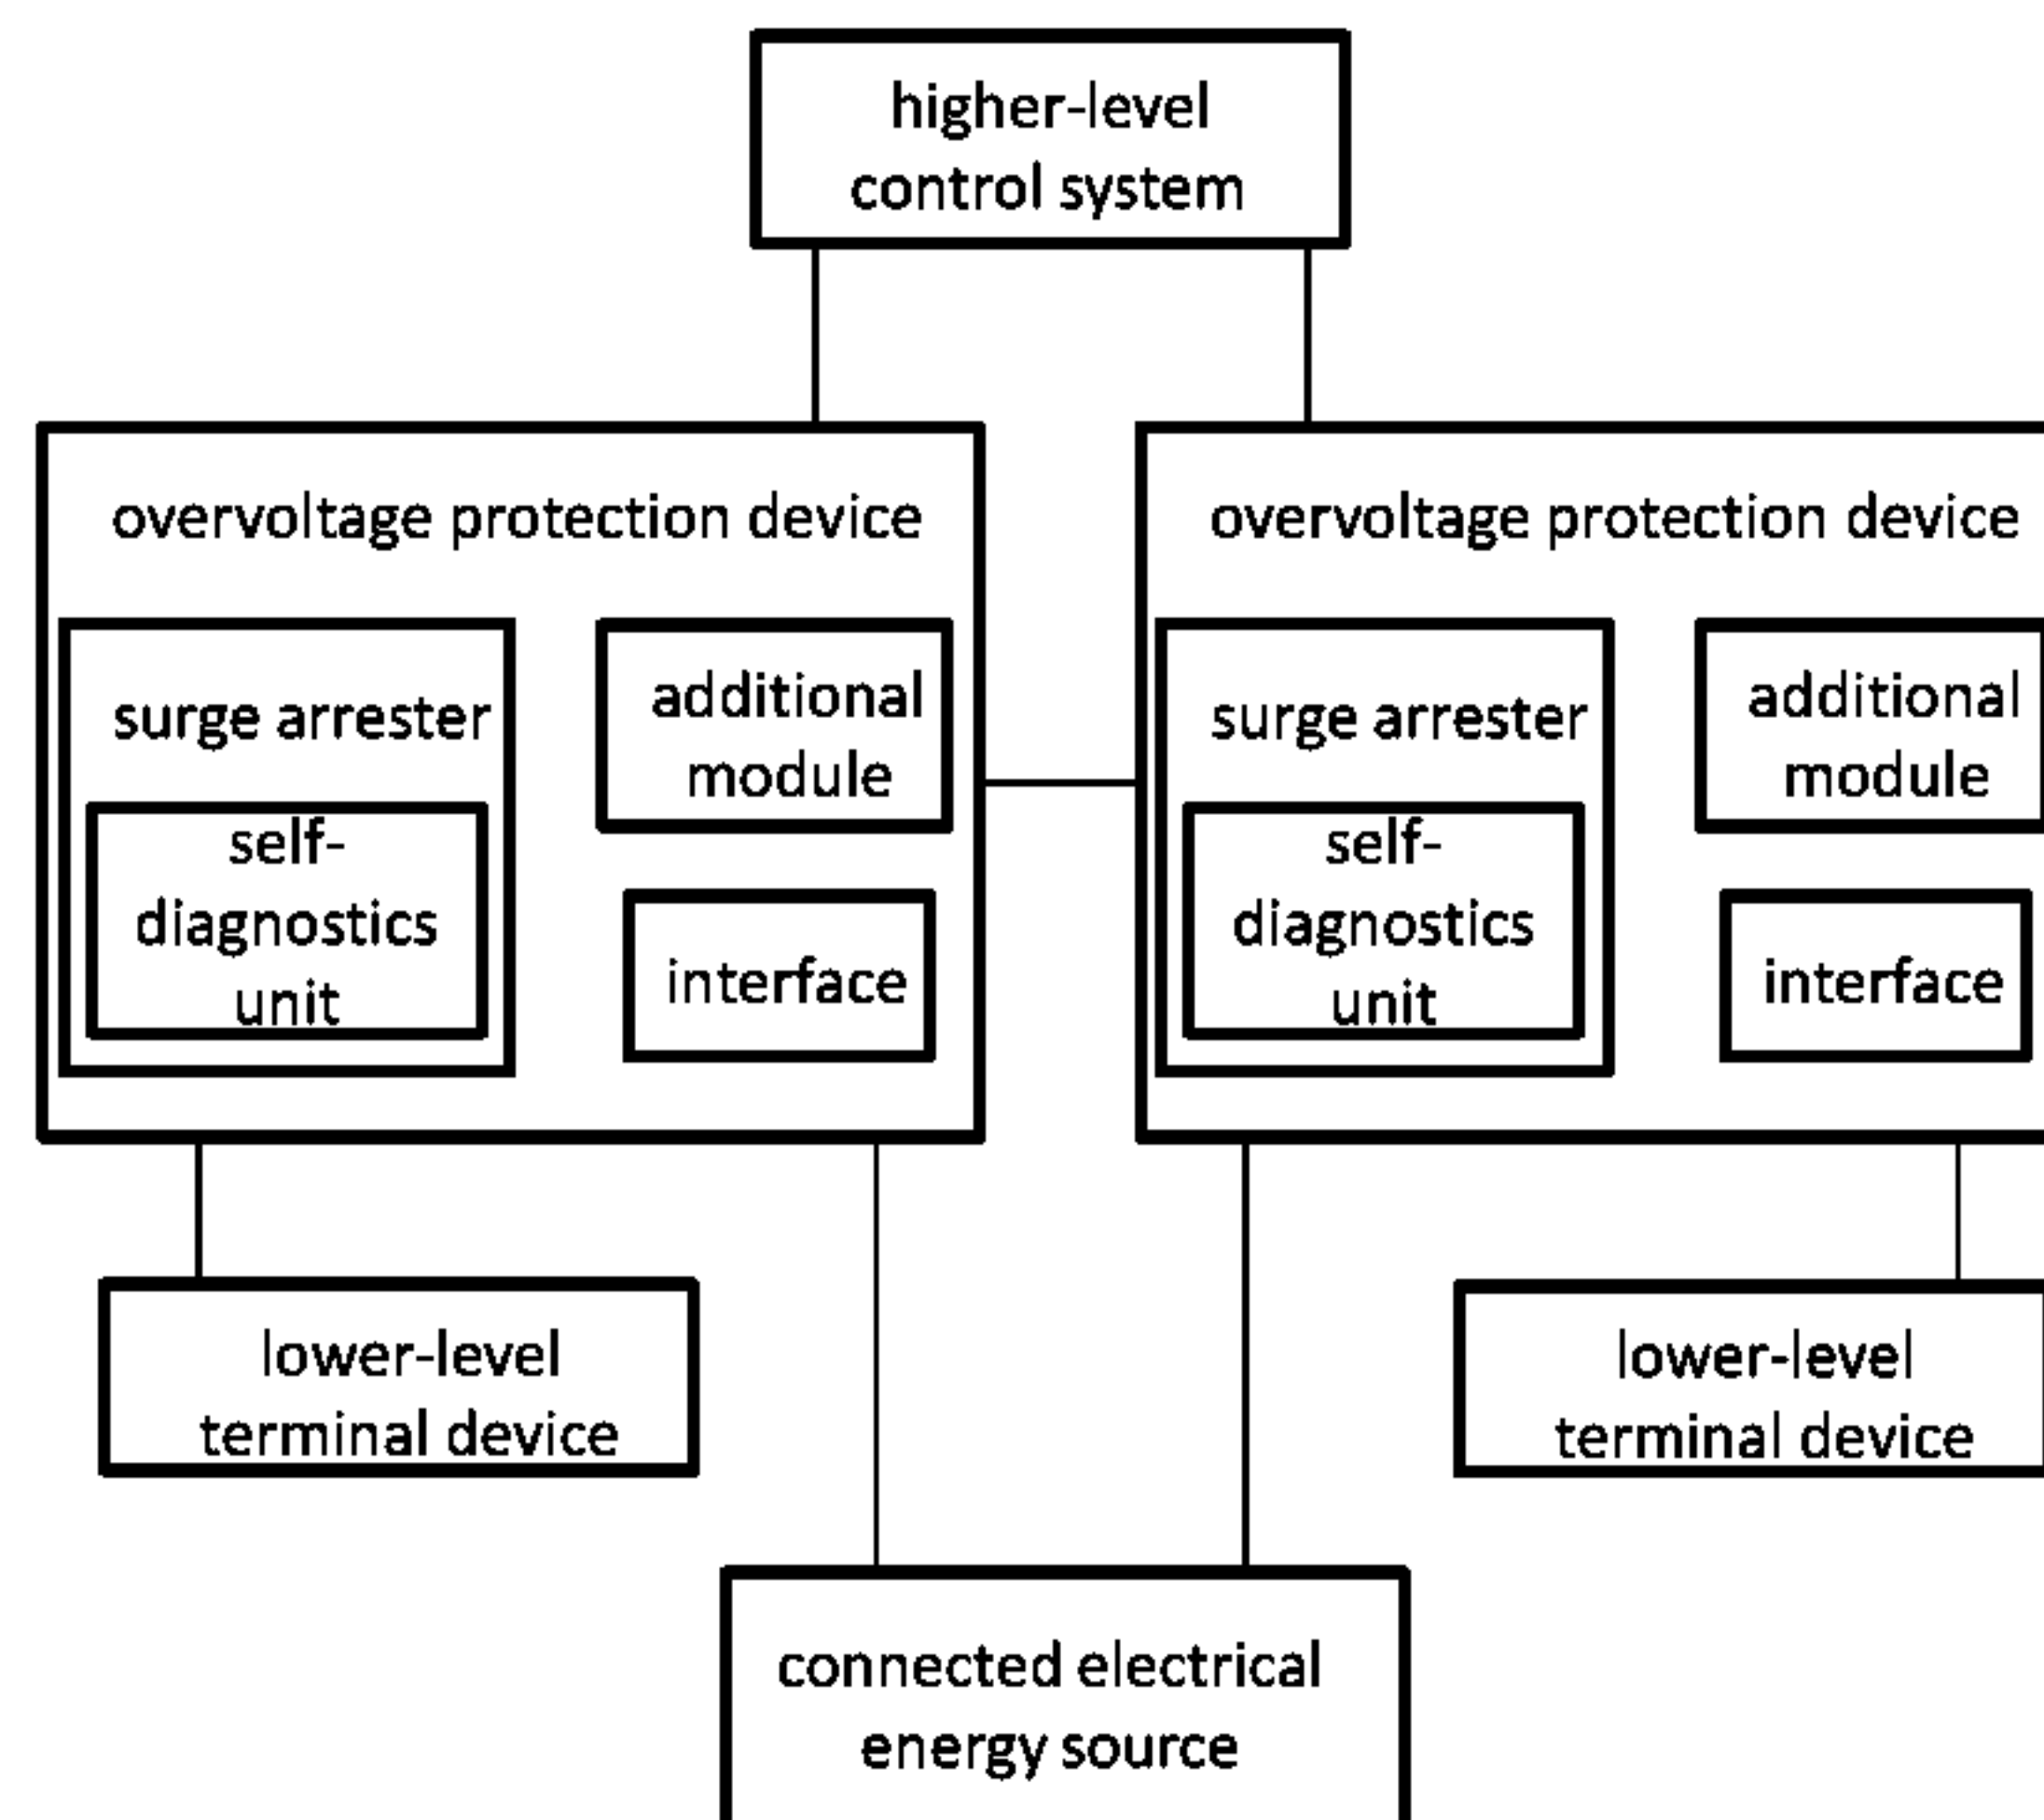 higher-level
control system
overvoltage protection device
surge arrester
additional
module
self-
diagnostics
unit
interface
overvoltage protection device
surge arrester
additional
module
self-
diagnostics
unit
interface
lower-level
terminal device
lower-level
terminal device
connected electrical
energy source